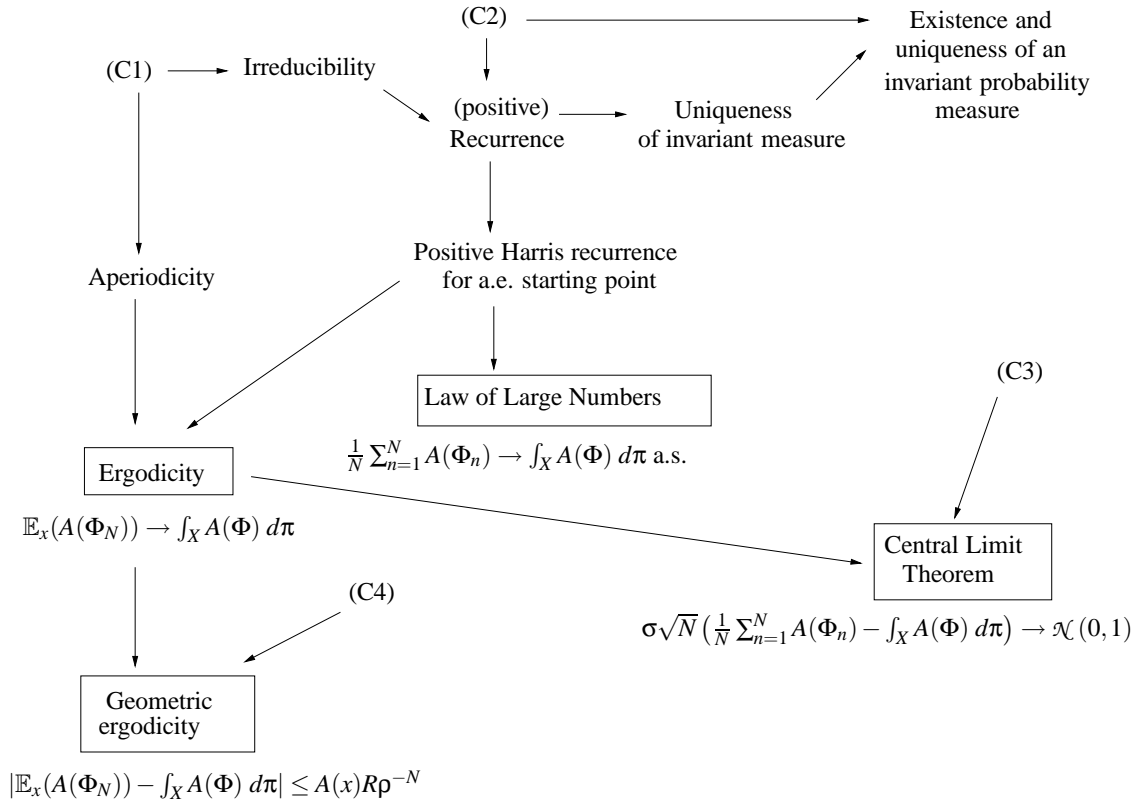 (C2)
Existence and
uniqueness of an
invariant probability
measure
(C1)
Irreducibility
(positive)
Recurrence
Uniqueness
of invariant measure
Aperiodicity
Positive Harris recurrence
for a.e. starting point
Law of Large Numbers
(C3)
$\frac{1}{N} \sum_{n=1}^{N} A(\Phi_n) \to \int_X A(\Phi) \, d\pi$ a.s.
Ergodicity
$\mathbb{E}_x(A(\Phi_N)) \to \int_X A(\Phi) \, d\pi$
Central Limit
Theorem
(C4)
$\sigma\sqrt{N} \left( \frac{1}{N} \sum_{n=1}^{N} A(\Phi_n) - \int_X A(\Phi) \, d\pi \right) \to \mathcal{N}(0,1)$
Geometric
ergodicity
$|\mathbb{E}_x(A(\Phi_N)) - \int_X A(\Phi) \, d\pi| \leq A(x) R \rho^{-N}$